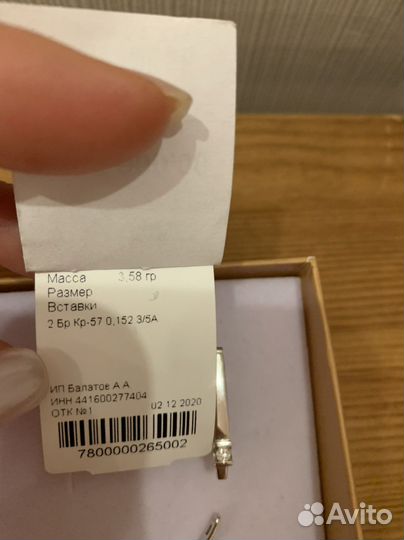 Масса 3,58 гр
Размер
Вставки
2 Бр Кр-57 0,152 3/5А
ИП Балатов А А
ИНН 441600277404
ОТК №1 02 12 2020
7800000265002
Avito